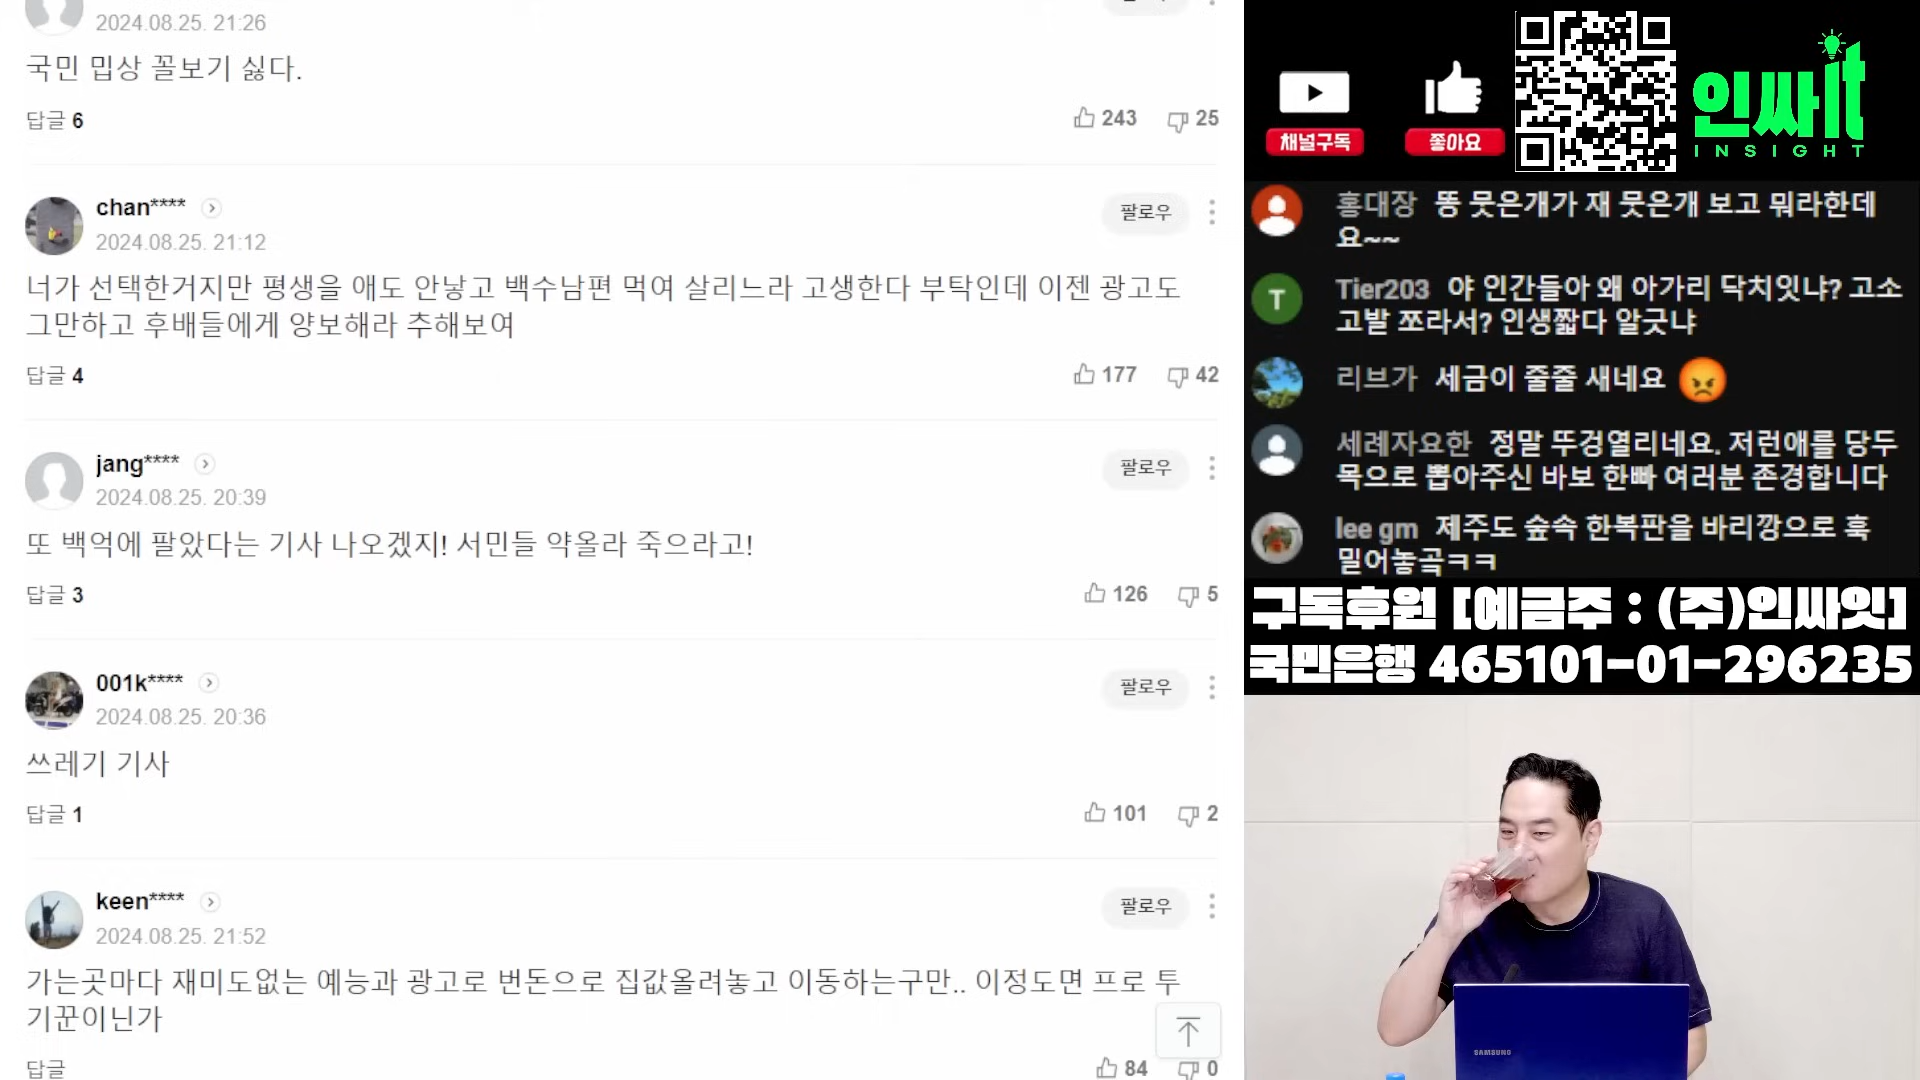 2024.08.25. 21:26
국민 밉상 꼴보기 싫다.
답글 6
243
25
chan****
팔로우
2024.08.25. 21:12
너가 선택한거지만 평생을 애도 안낳고 백수남편 먹여 살리느라 고생한다 부탁인데 이젠 광고도
그만하고 후배들에게 양보해라 추해보여
답글 4
177
42
jang****
팔로우
2024.08.25. 20:39
또 백억에 팔았다는 기사 나오겠지! 서민들 약올라 죽으라고!
답글 3
126
5
001k****
팔로우
2024.08.25. 20:36
쓰레기 기사
답글 1
101
2
keen****
팔로우
2024.08.25. 21:52
가는곳마다 재미도없는 예능과 광고로 번돈으로 집값올려놓고 이동하는구만.. 이정도면 프로 투
기꾼이닌가
답글
84
0
채널구독
좋아요
인싸it
INSIGHT
홍대장 똥 뭇은개가 재 뭇은개 보고 뭐라한데
요~~
T
Tier203 야 인간들아 왜 아가리 닥치잇냐? 고소
고발 쪼라서? 인생짧다 알긋냐
리브가 세금이 줄줄 새네요
세례자요한 정말 뚜겅열리네요. 저런애를 당두
목으로 뽑아주신 바보 한빠 여러분 존경합니다
lee gm 제주도 숲속 한복판을 바리깡으로 훅
밀어놓곡ㅋㅋ
구독후원 [예금주 : (주)인싸잇]
국민은행 465101-01-296235
SAMSUNG